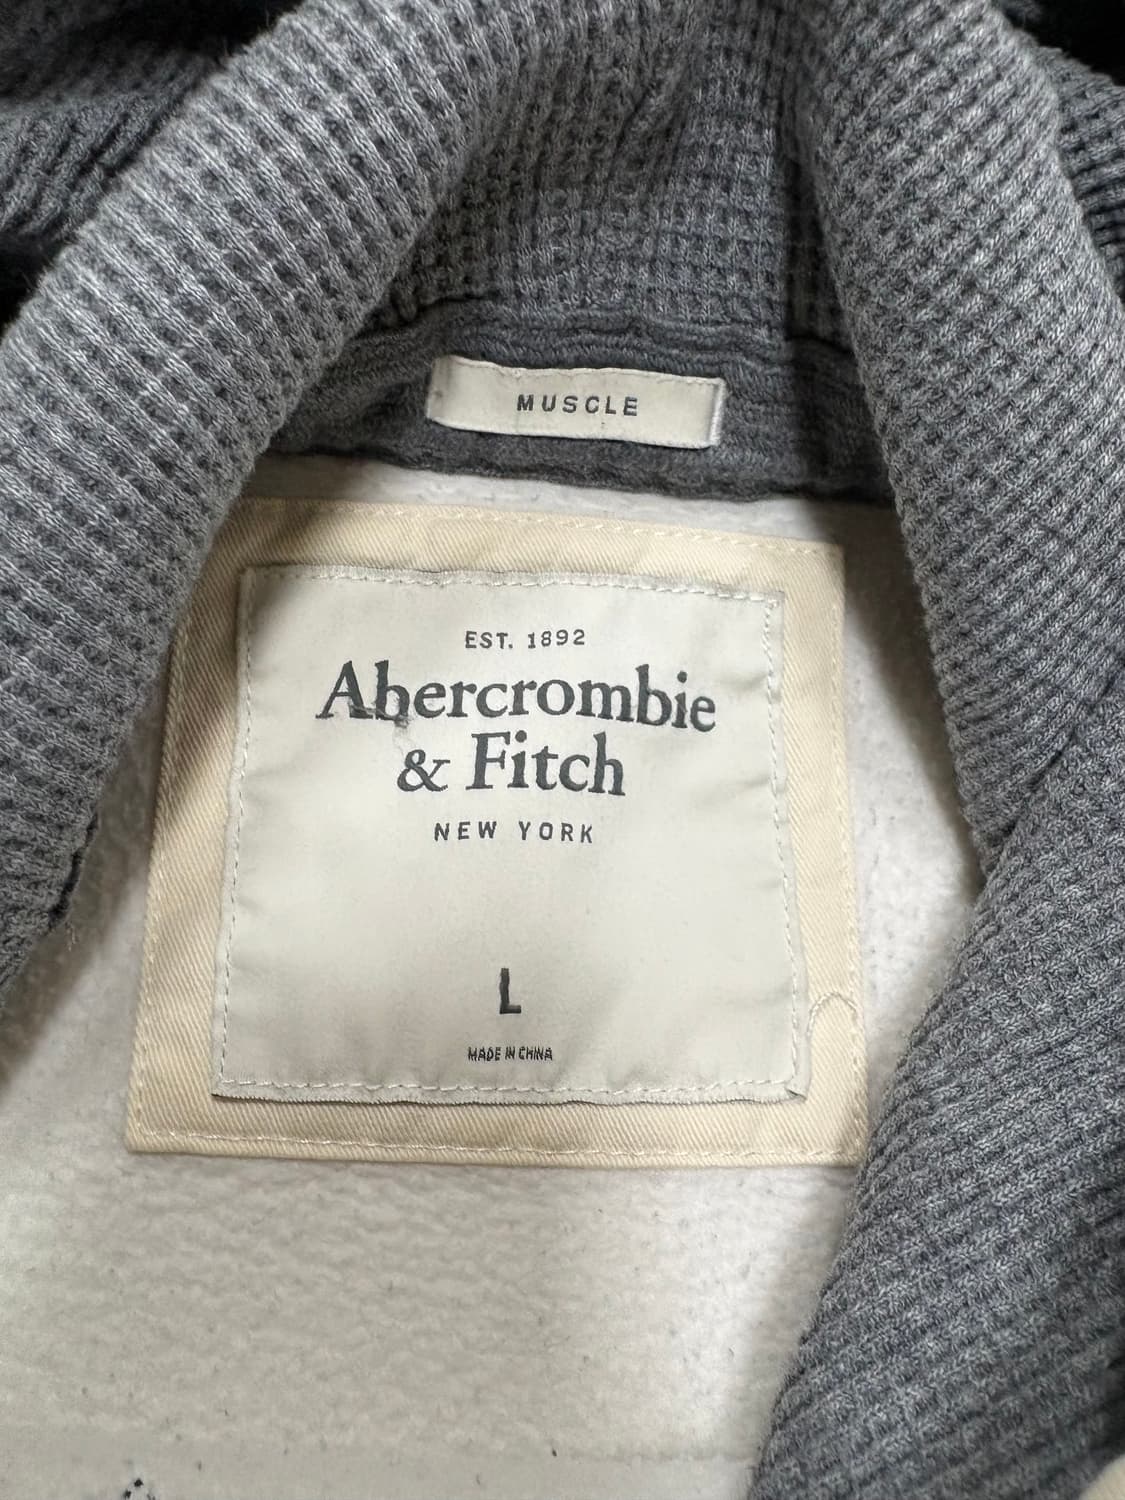 MUSCLE
EST. 1892
Abercrombie
& Fitch
NEW YORK
L
MADE IN CHINA